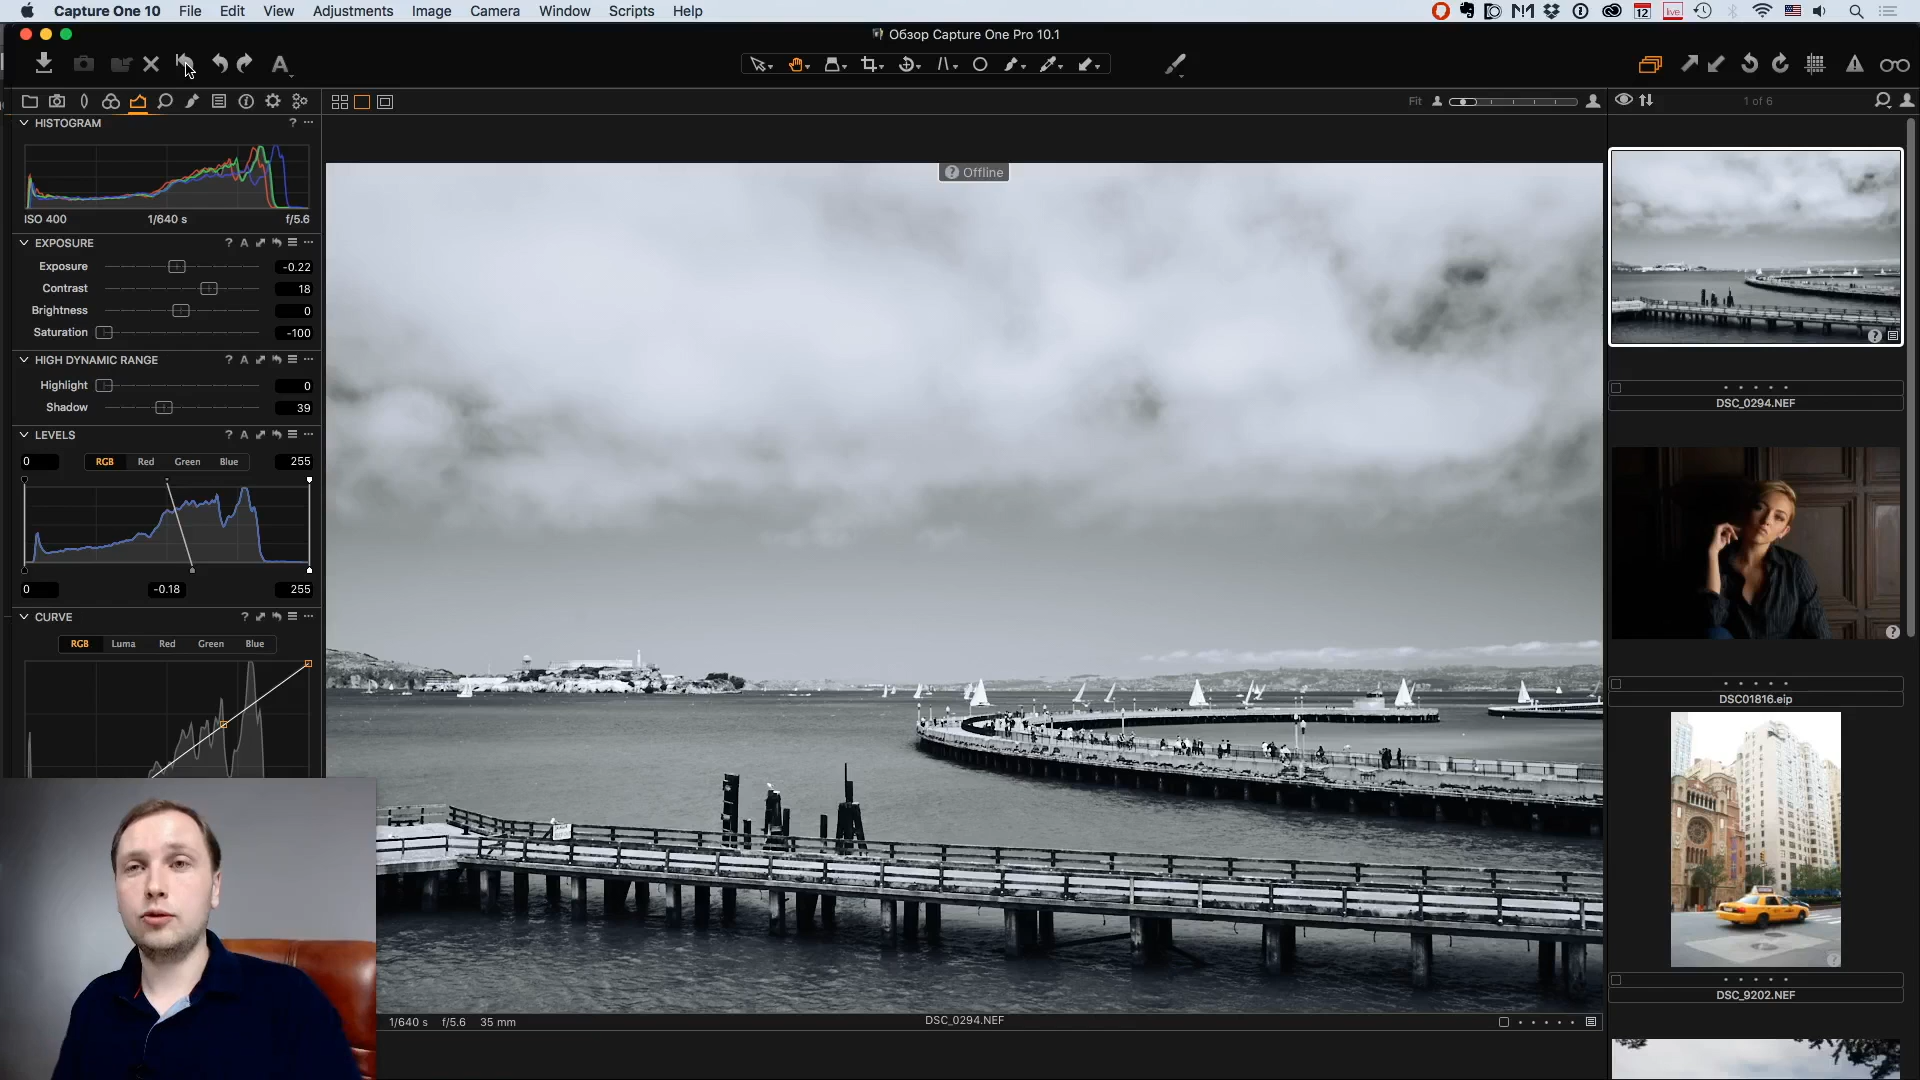 Capture One 10 File Edit View Adjustments Image Camera Window Scripts Help
12 live
Обзор Capture One Pro 10.1
A
Fit
1 of 6
HISTOGRAM ?
ISO 400 1/640 s f/5.6
EXPOSURE ? A
Exposure -0.22
Contrast 18
Brightness 0
Saturation -100
HIGH DYNAMIC RANGE ? A
Highlight 0
Shadow 39
LEVELS ? A
0 RGB Red Green Blue 255
0 -0.18 255
CURVE ?
RGB Luma Red Green Blue
? Offline
1/640 s f/5.6 35 mm
DSC_0294.NEF
DSC_0294.NEF
DSC01816.eip
DSC_9202.NEF